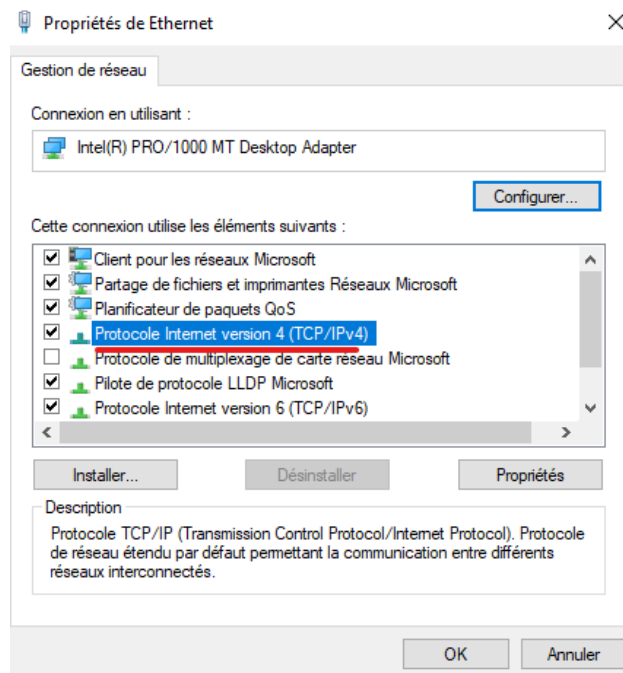 Propriétés de Ethernet
Gestion de réseau
Connexion en utilisant :
Intel(R) PRO/1000 MT Desktop Adapter
Configurer...
Cette connexion utilise les éléments suivants :
Client pour les réseaux Microsoft
Partage de fichiers et imprimantes Réseaux Microsoft
Planificateur de paquets QoS
Protocole Internet version 4 (TCP/IPv4)
Protocole de multiplexage de carte réseau Microsoft
Pilote de protocole LLDP Microsoft
Protocole Internet version 6 (TCP/IPv6)
Installer... Désinstaller Propriétés
Description
Protocole TCP/IP (Transmission Control Protocol/Internet Protocol). Protocole
de réseau étendu par défaut permettant la communication entre différents
réseaux interconnectés.
OK Annuler